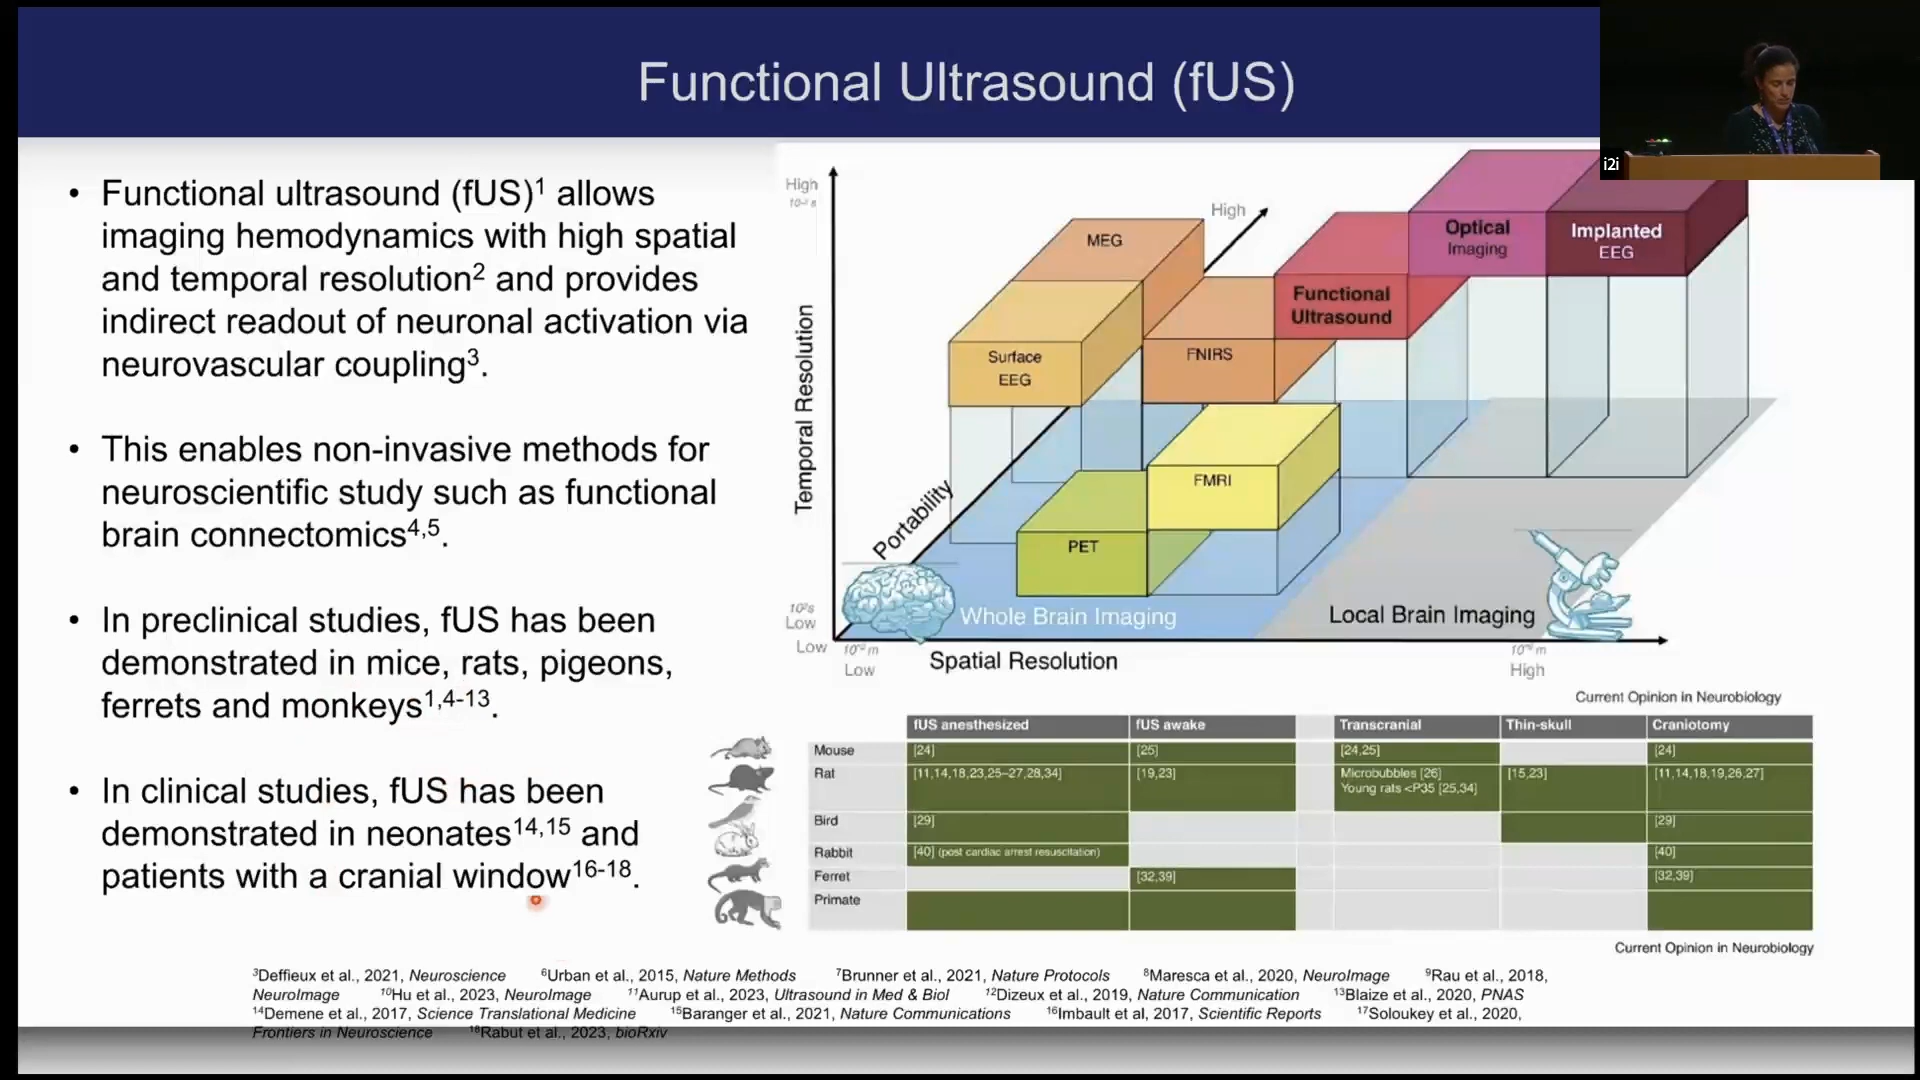 Functional Ultrasound (fUS)
i2i
• Functional ultrasound (fUS)1 allows
imaging hemodynamics with high spatial
and temporal resolution2 and provides
indirect readout of neuronal activation via
neurovascular coupling3.
• This enables non-invasive methods for
neuroscientific study such as functional
brain connectomics4,5.
• In preclinical studies, fUS has been
demonstrated in mice, rats, pigeons,
ferrets and monkeys1,4-13.
• In clinical studies, fUS has been
demonstrated in neonates14,15 and
patients with a cranial window16-18.
High
High
Temporal Resolution
Portability
MEG
Surface
EEG
FNIRS
Functional
Ultrasound
Optical
Imaging
Implanted
EEG
FMRI
PET
Whole Brain Imaging
Local Brain Imaging
Low
Low
Low
Spatial Resolution
High
Current Opinion in Neurobiology
fUS anesthetized fUS awake Transcranial Thin-skull Craniotomy
Mouse [24] [25] [24,25] [24]
Rat [11,14,18,23,25–27,28,34] [19,23] Microbubbles [26] [15,23] [11,14,18,19,26,27]
Young rats <P35 [25,34]
Bird [29] [29]
Rabbit [40] (post cardiac arrest resuscitation) [40]
Ferret [32,39] [32,39]
Primate
Current Opinion in Neurobiology
3Deffieux et al., 2021, Neuroscience 6Urban et al., 2015, Nature Methods 7Brunner et al., 2021, Nature Protocols 8Maresca et al., 2020, NeuroImage 9Rau et al., 2018,
NeuroImage 10Hu et al., 2023, NeuroImage 11Aurup et al., 2023, Ultrasound in Med & Biol 12Dizeux et al., 2019, Nature Communication 13Blaize et al., 2020, PNAS
14Demene et al., 2017, Science Translational Medicine 15Baranger et al., 2021, Nature Communications 16Imbault et al, 2017, Scientific Reports 17Soloukey et al., 2020,
Frontiers in Neuroscience 18Rabut et al., 2023, bioRxiv